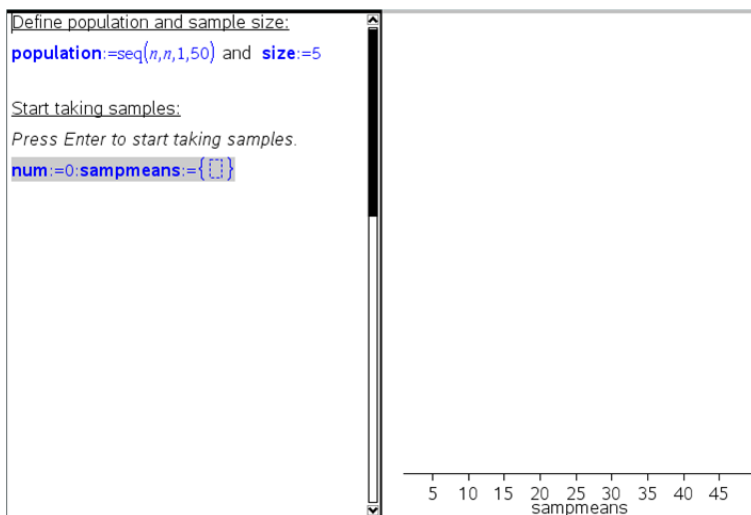 Define population and sample size:
population:=seq(n,n,1,50) and size:=5
Start taking samples:
Press Enter to start taking samples.
num:=0:sampmeans:={▯}
5 10 15 20 25 30 35 40 45
sampmeans